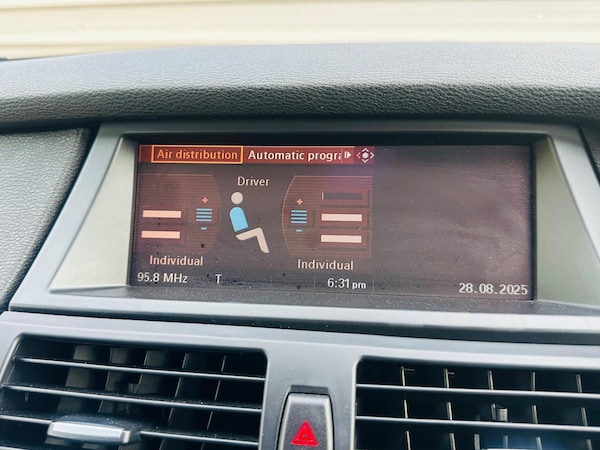 Air distribution Automatic progra
Driver
+ +
Individual Individual
95.8 MHz T 6:31 pm 28.08.2025